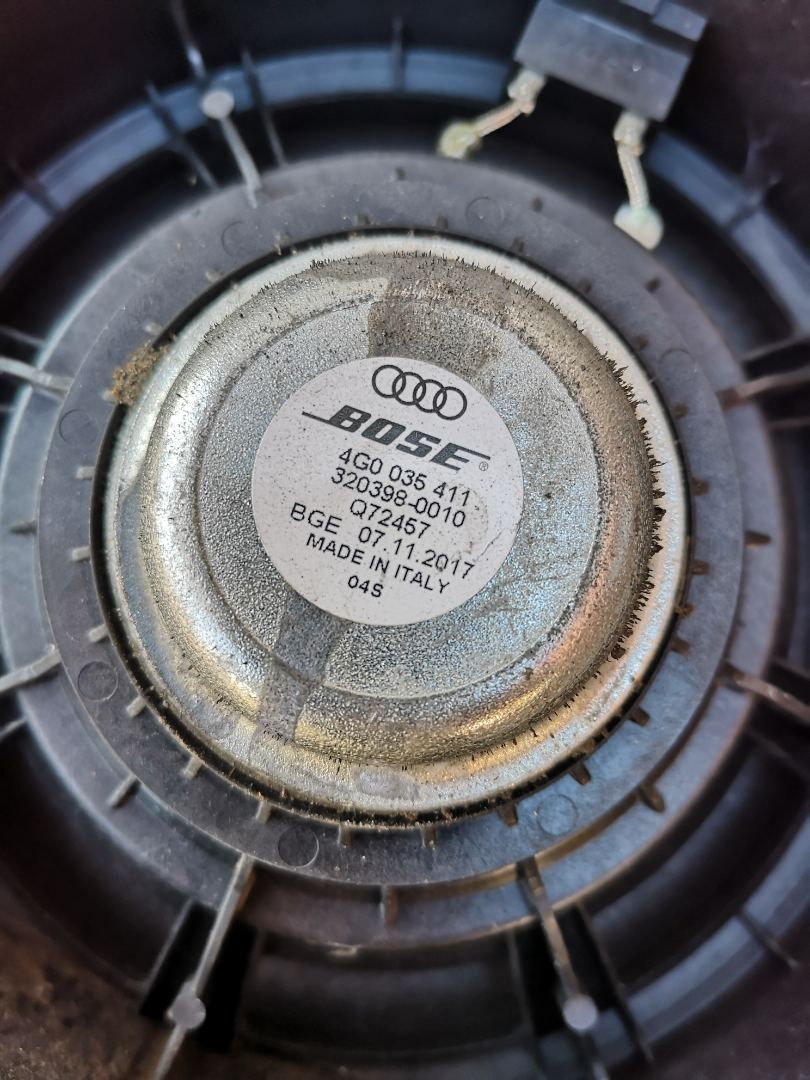 BOSE®
4G0 035 411
320398-0010
Q72457
BGE 07.11.2017
MADE IN ITALY
04S